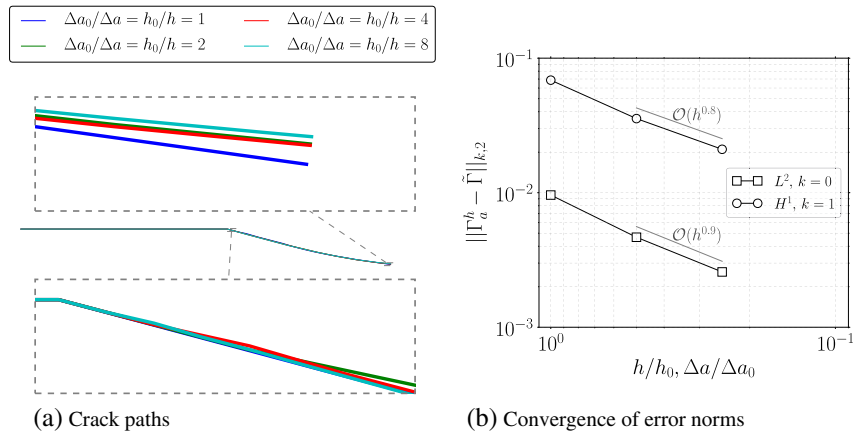 Δa₀/Δa = h₀/h = 1
Δa₀/Δa = h₀/h = 2
Δa₀/Δa = h₀/h = 4
Δa₀/Δa = h₀/h = 8
(a) Crack paths
||Γₐʰ − Γ̃||ₖ,₂
10⁻¹
10⁻²
10⁻³
O(h⁰·⁸)
O(h⁰·⁹)
L², k = 0
H¹, k = 1
10⁰
10⁻¹
h/h₀, Δa/Δa₀
(b) Convergence of error norms